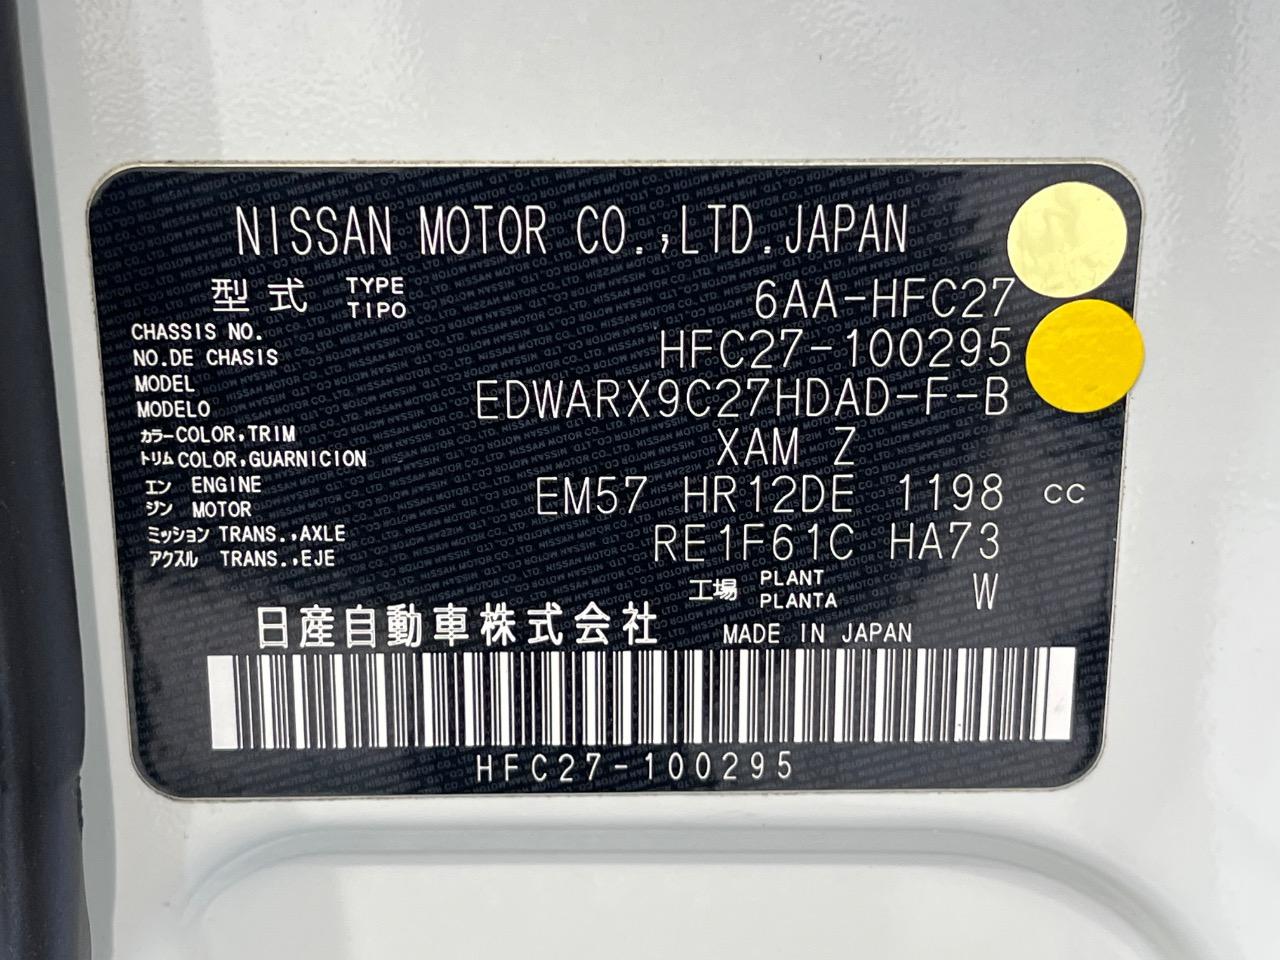 NISSAN MOTOR CO.,LTD.JAPAN
型式 TYPE TIPO 6AA-HFC27
CHASSIS NO. NO.DE CHASIS HFC27-100295
MODEL MODELO EDWARX9C27HDAD-F-B
カラー COLOR,TRIM トリム COLOR,GUARNICION XAM Z
エンジン ENGINE MOTOR EM57 HR12DE 1198 CC
ミッション TRANS.,AXLE アクスル TRANS.,EJE RE1F61C HA73
工場 PLANT PLANTA W
日産自動車株式会社 MADE IN JAPAN
HFC27-100295